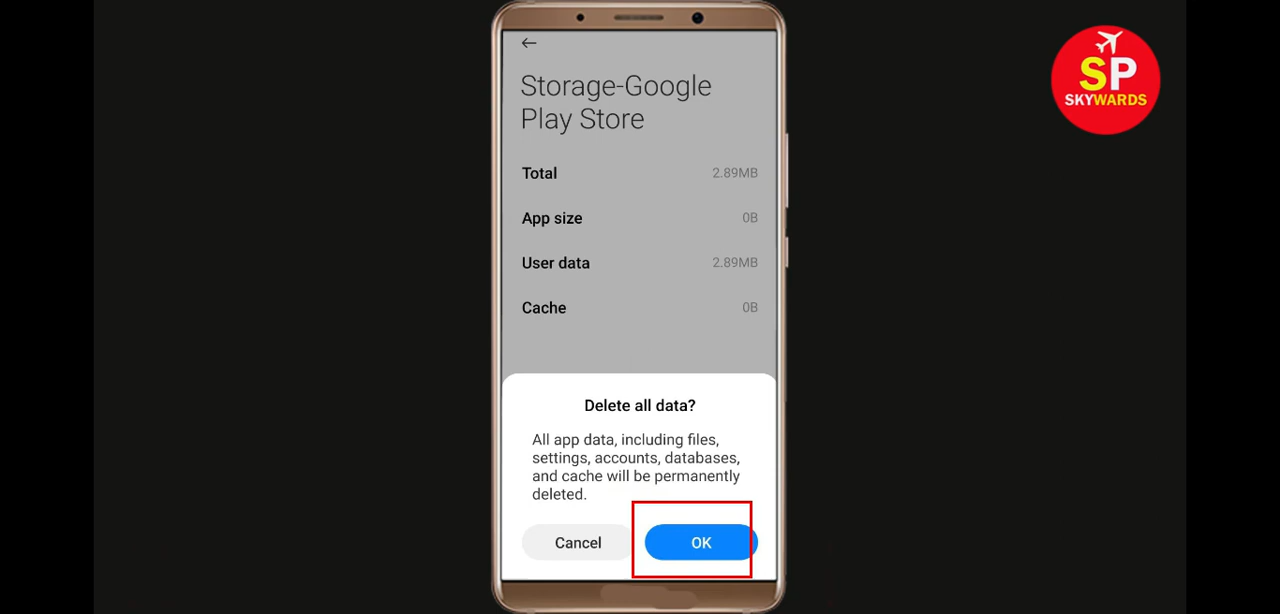 Storage-Google
Play Store
Total 2.89MB
App size 0B
User data 2.89MB
Cache 0B
Delete all data?
All app data, including files,
settings, accounts, databases,
and cache will be permanently
deleted.
Cancel OK
SP
SKYWARDS